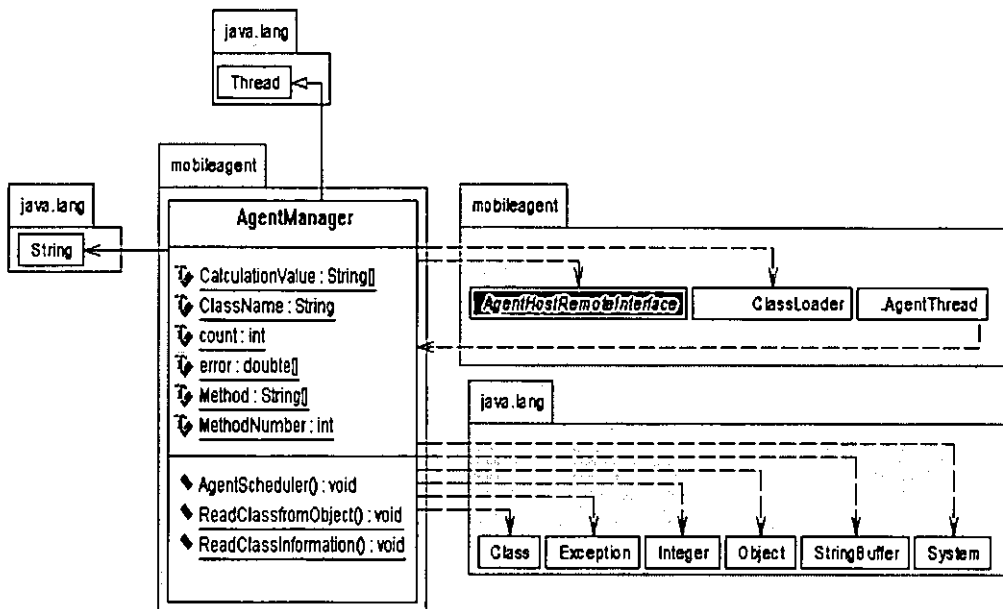 java.lang
Thread
mobileagent
java.lang
String
AgentManager
CalculationValue : String[]
ClassName : String
count : int
error : double[]
Method : String[]
MethodNumber : int
AgentScheduler() : void
ReadClassfromObject() : void
ReadClassInformation() : void
mobileagent
AgentHostRemoteInterface
ClassLoader
.AgentThread
java.lang
Class
Exception
Integer
Object
StringBuffer
System